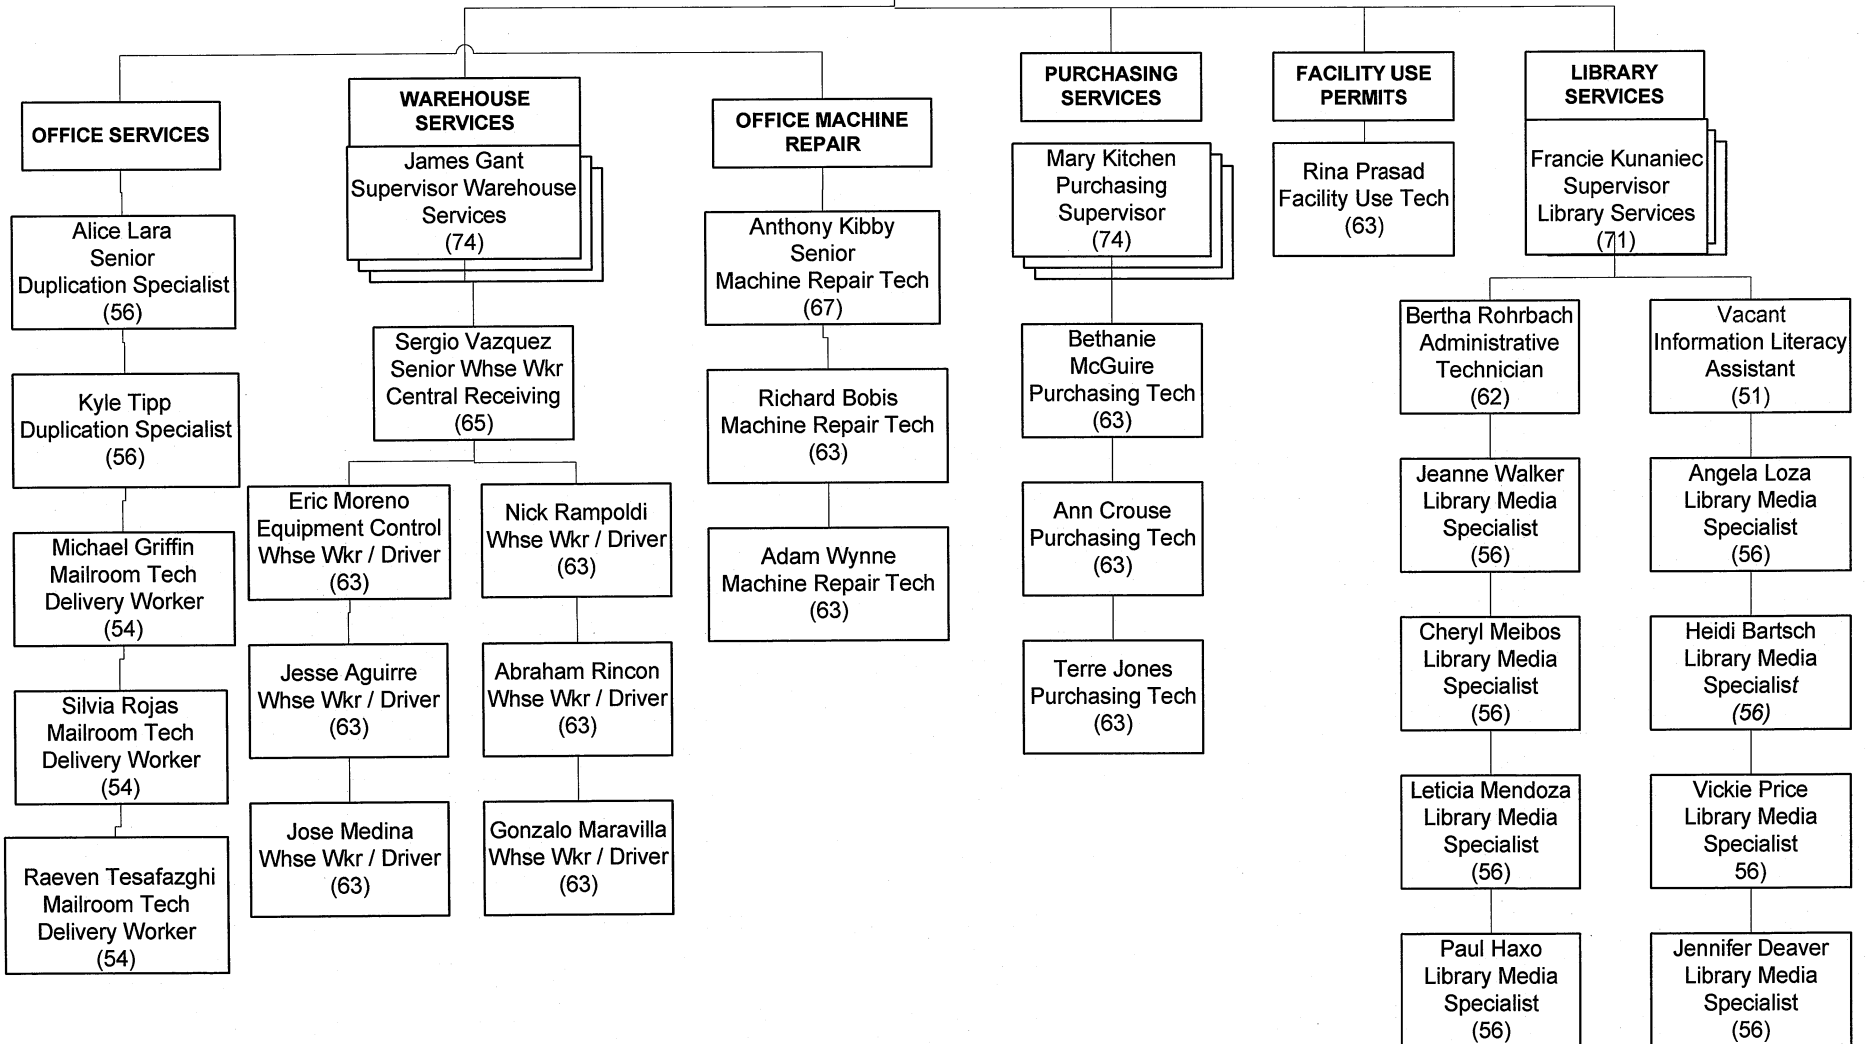 OFFICE SERVICES
Alice Lara
Senior
Duplication Specialist
(56)
Kyle Tipp
Duplication Specialist
(56)
Michael Griffin
Mailroom Tech
Delivery Worker
(54)
Silvia Rojas
Mailroom Tech
Delivery Worker
(54)
Raeven Tesafazghi
Mailroom Tech
Delivery Worker
(54)
WAREHOUSE
SERVICES
James Gant
Supervisor Warehouse
Services
(74)
Sergio Vazquez
Senior Whse Wkr
Central Receiving
(65)
Eric Moreno
Equipment Control
Whse Wkr / Driver
(63)
Jesse Aguirre
Whse Wkr / Driver
(63)
Jose Medina
Whse Wkr / Driver
(63)
Nick Rampoldi
Whse Wkr / Driver
(63)
Abraham Rincon
Whse Wkr / Driver
(63)
Gonzalo Maravilla
Whse Wkr / Driver
(63)
OFFICE MACHINE
REPAIR
Anthony Kibby
Senior
Machine Repair Tech
(67)
Richard Bobis
Machine Repair Tech
(63)
Adam Wynne
Machine Repair Tech
(63)
PURCHASING
SERVICES
Mary Kitchen
Purchasing
Supervisor
(74)
Bethanie
McGuire
Purchasing Tech
(63)
Ann Crouse
Purchasing Tech
(63)
Terre Jones
Purchasing Tech
(63)
FACILITY USE
PERMITS
Rina Prasad
Facility Use Tech
(63)
LIBRARY
SERVICES
Francie Kunaniec
Supervisor
Library Services
(71)
Bertha Rohrbach
Administrative
Technician
(62)
Jeanne Walker
Library Media
Specialist
(56)
Cheryl Meibos
Library Media
Specialist
(56)
Leticia Mendoza
Library Media
Specialist
(56)
Paul Haxo
Library Media
Specialist
(56)
Vacant
Information Literacy
Assistant
(51)
Angela Loza
Library Media
Specialist
(56)
Heidi Bartsch
Library Media
Specialist
(56)
Vickie Price
Library Media
Specialist
56)
Jennifer Deaver
Library Media
Specialist
(56)